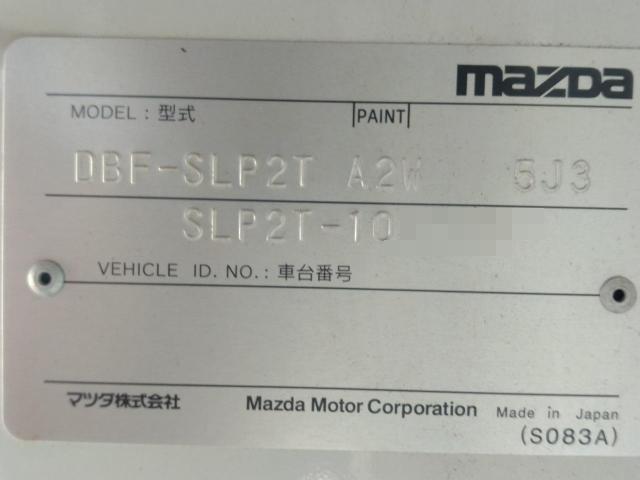 mazda
MODEL : 型式 PAINT
DBF-SLP2T A2W 5J3
SLP2T-10
VEHICLE ID. NO. : 車台番号
マツダ株式会社 Mazda Motor Corporation Made in Japan
(S083A)